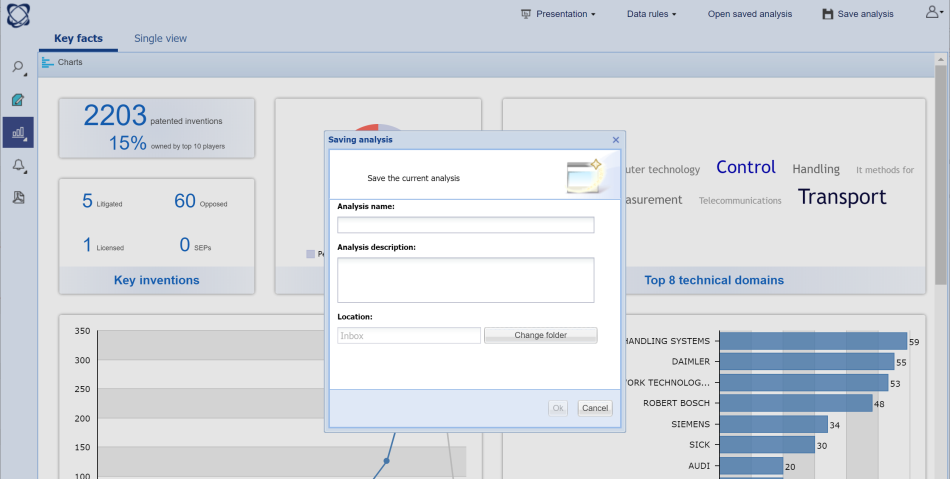 Presentation
Data rules
Open saved analysis
Save analysis
Key facts
Single view
Charts
2203 patented inventions
15% owned by top 10 players
5 Litigated
60 Opposed
1 Licensed
0 SEPs
Key inventions
Saving analysis
Save the current analysis
Analysis name:
Analysis description:
Location:
Inbox
Change folder
Ok
Cancel
technology
Control
Handling
It methods for
Telecommunications
Transport
Top 8 technical domains
350
300
250
200
150
100
HANDLING SYSTEMS
59
DAIMLER
55
TECHNOLOG...
53
ROBERT BOSCH
48
SIEMENS
34
SICK
30
AUDI
20